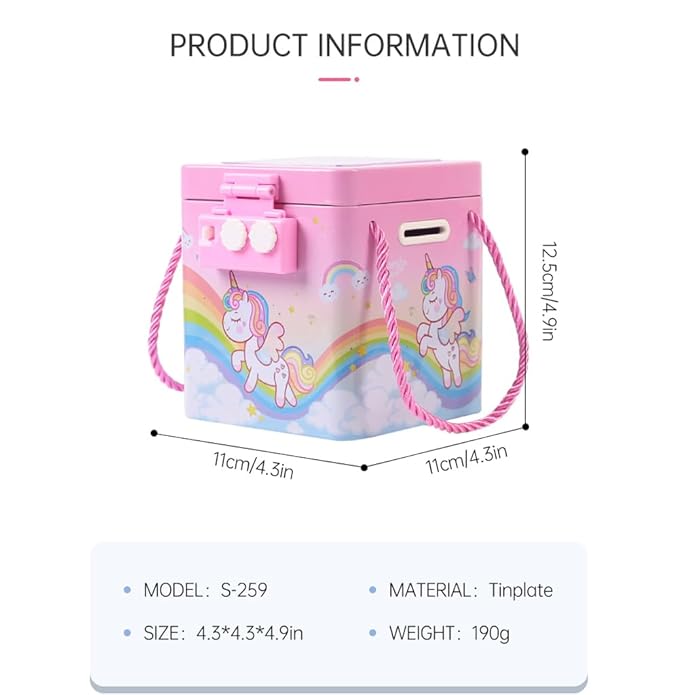 PRODUCT INFORMATION
12.5cm/4.9in
11cm/4.3in
11cm/4.3in
MODEL: S-259
MATERIAL: Tinplate
SIZE: 4.3*4.3*4.9in
WEIGHT: 190g